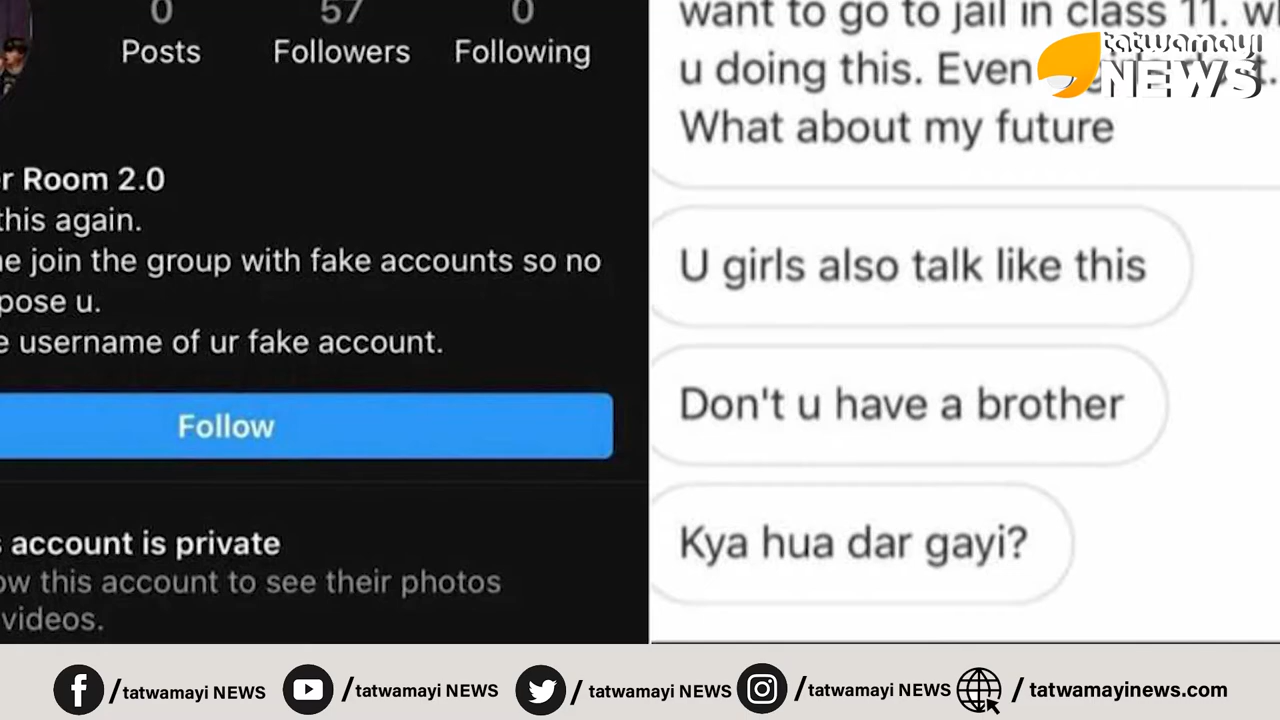 0 57 0
Posts Followers Following
r Room 2.0
this again.
e join the group with fake accounts so no
pose u.
e username of ur fake account.
Follow
s account is private
ow this account to see their photos
videos.
want to go to jail in class 11. wh
u doing this. Even
What about my future
U girls also talk like this
Don't u have a brother
Kya hua dar gayi?
tatwamayi
NEWS
/tatwamayi NEWS /tatwamayi NEWS / tatwamayi NEWS /tatwamayi NEWS / tatwamayinews.com